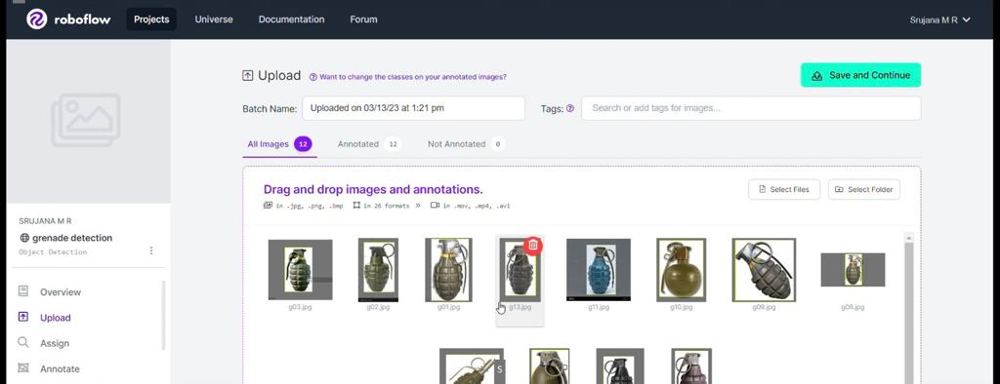 roboflow Projects Universe Documentation Forum Srujana M R
Upload Want to change the classes on your annotated images? Save and Continue
Batch Name: Uploaded on 03/13/23 at 1:21 pm Tags: Search or add tags for images...
All Images 12 Annotated 12 Not Annotated 0
Drag and drop images and annotations. Select Files Select Folder
in .jpg, .png, .bmp in 26 formats » in .mov, .mp4, .avi
g03.jpg g02.jpg g01.jpg g13.jpg g11.jpg g10.jpg g09.jpg g08.jpg
S
SRUJANA M R
grenade detection
Object Detection
Overview
Upload
Assign
Annotate